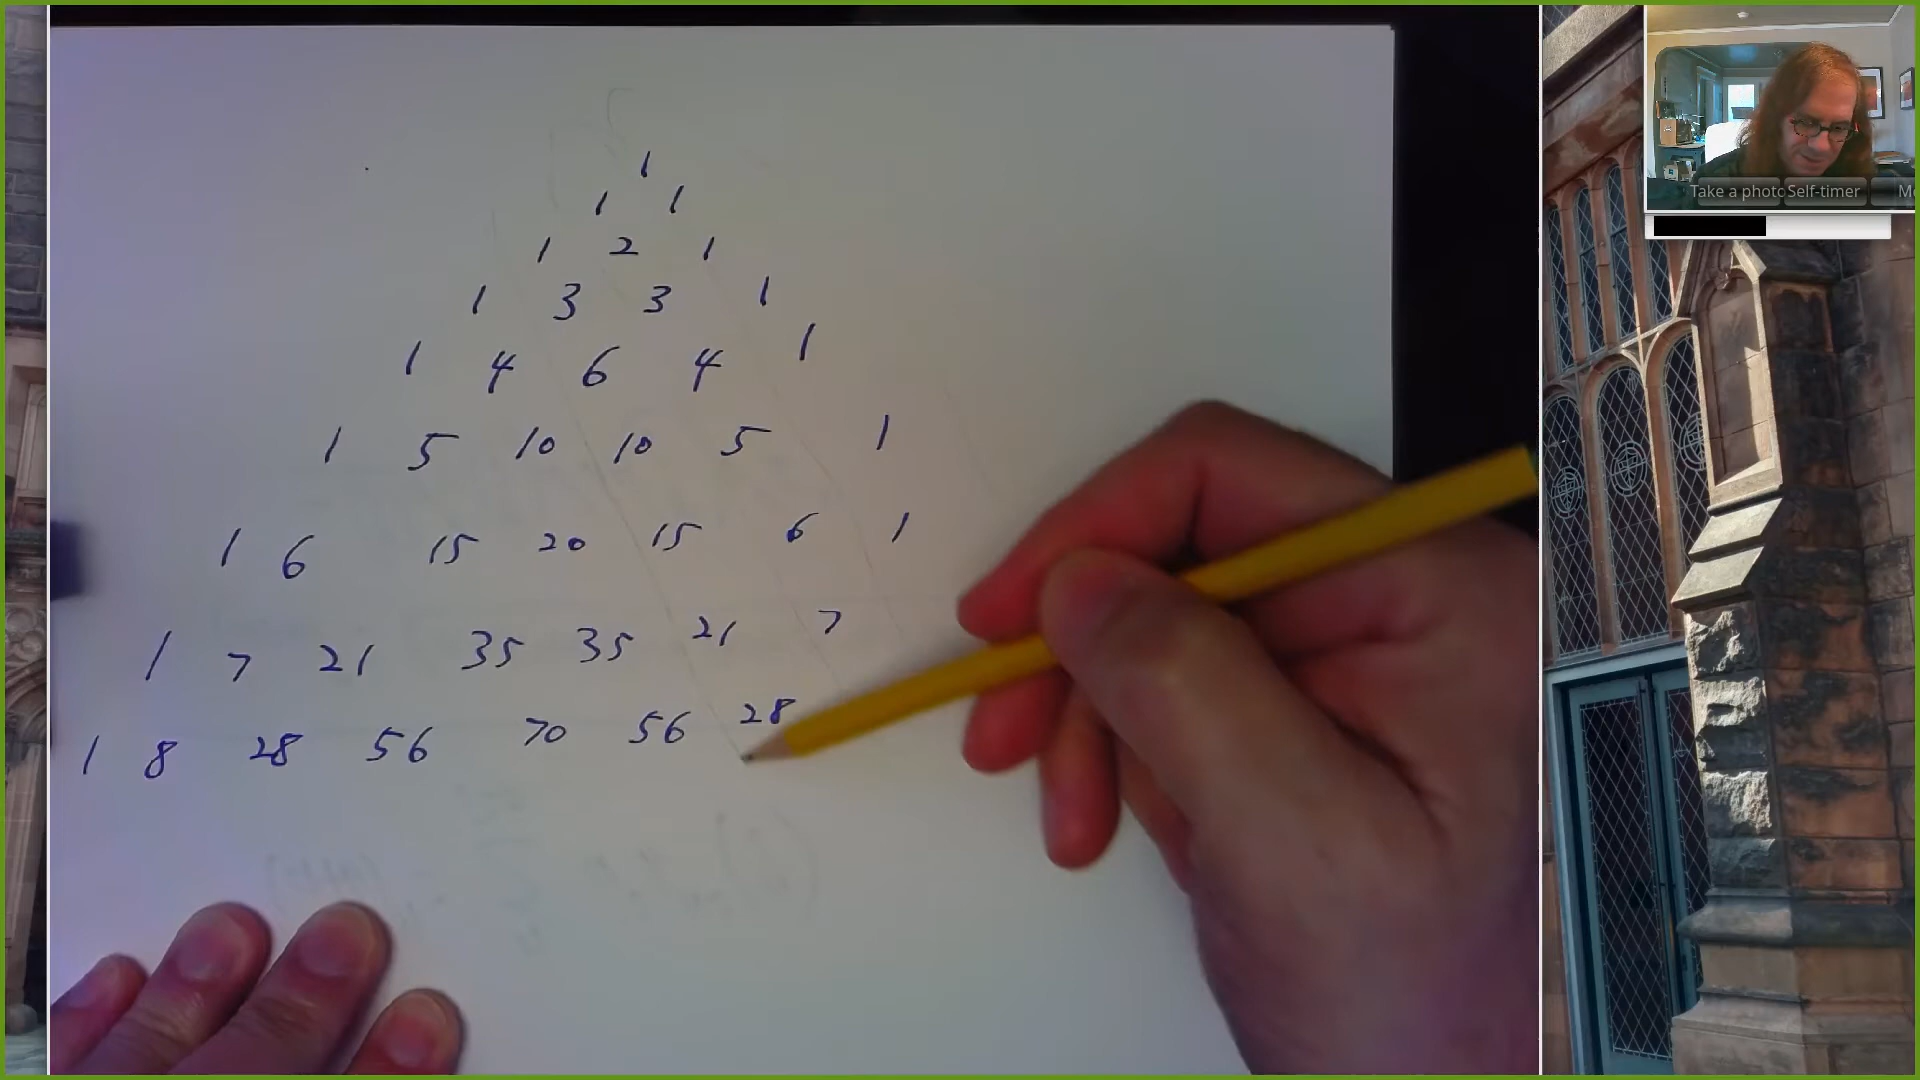 1
1 1
1 2 1
1 3 3 1
1 4 6 4 1
1 5 10 10 5 1
1 6 15 20 15 6 1
1 7 21 35 35 21 7
1 8 28 56 70 56 28
Take a photo Self-timer